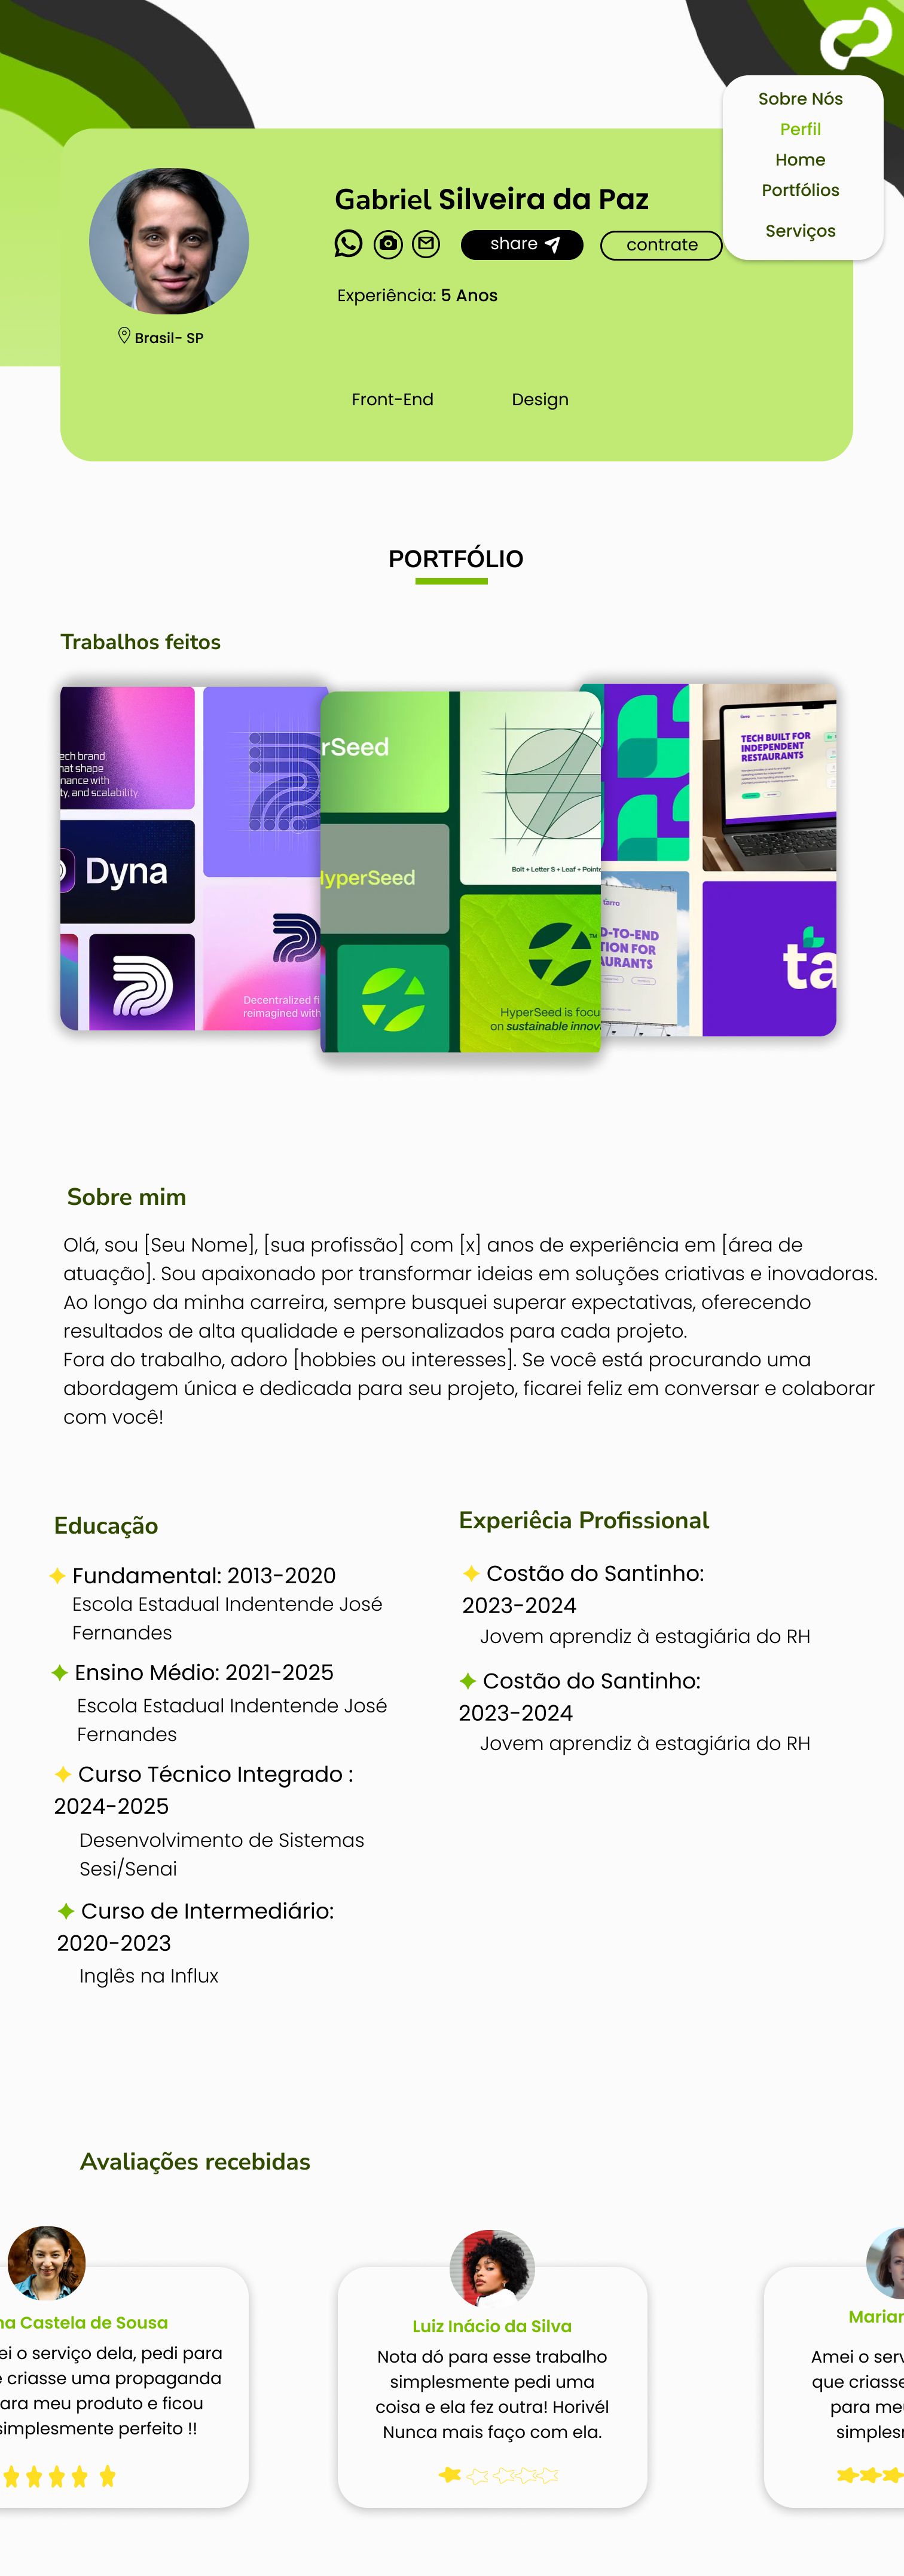 Sobre Nós
Perfil
Home
Portfólios
Serviços
Gabriel Silveira da Paz
share
contrate
Experiência: 5 Anos
Brasil- SP
Front-End
Design
PORTFÓLIO
Trabalhos feitos
ech brand
hat shape
nance with
ty, and scalability
Dyna
Decentralized fi
reimagined with
rSeed
HyperSeed
Bolt + Letter S + Leaf + Pointe
TM
HyperSeed is focu
on sustainable innov
TECH BUILT FOR
INDEPENDENT
RESTAURANTS
tarro
D-TO-END
TION FOR
AURANTS
ta
Sobre mim
Olá, sou [Seu Nome], [sua profissão] com [x] anos de experiência em [área de
atuação]. Sou apaixonado por transformar ideias em soluções criativas e inovadoras.
Ao longo da minha carreira, sempre busquei superar expectativas, oferecendo
resultados de alta qualidade e personalizados para cada projeto.
Fora do trabalho, adoro [hobbies ou interesses]. Se você está procurando uma
abordagem única e dedicada para seu projeto, ficarei feliz em conversar e colaborar
com você!
Educação
Fundamental: 2013-2020
Escola Estadual Indentende José
Fernandes
Ensino Médio: 2021-2025
Escola Estadual Indentende José
Fernandes
Curso Técnico Integrado :
2024-2025
Desenvolvimento de Sistemas
Sesi/Senai
Curso de Intermediário:
2020-2023
Inglês na Influx
Experiêcia Profissional
Costão do Santinho:
2023-2024
Jovem aprendiz à estagiária do RH
Costão do Santinho:
2023-2024
Jovem aprendiz à estagiária do RH
Avaliações recebidas
na Castela de Sousa
ei o serviço dela, pedi para
e criasse uma propaganda
ara meu produto e ficou
simplesmente perfeito !!
Luiz Inácio da Silva
Nota dó para esse trabalho
simplesmente pedi uma
coisa e ela fez outra! Horivél
Nunca mais faço com ela.
Marian
Amei o serv
que criasse
para meu
simplesr